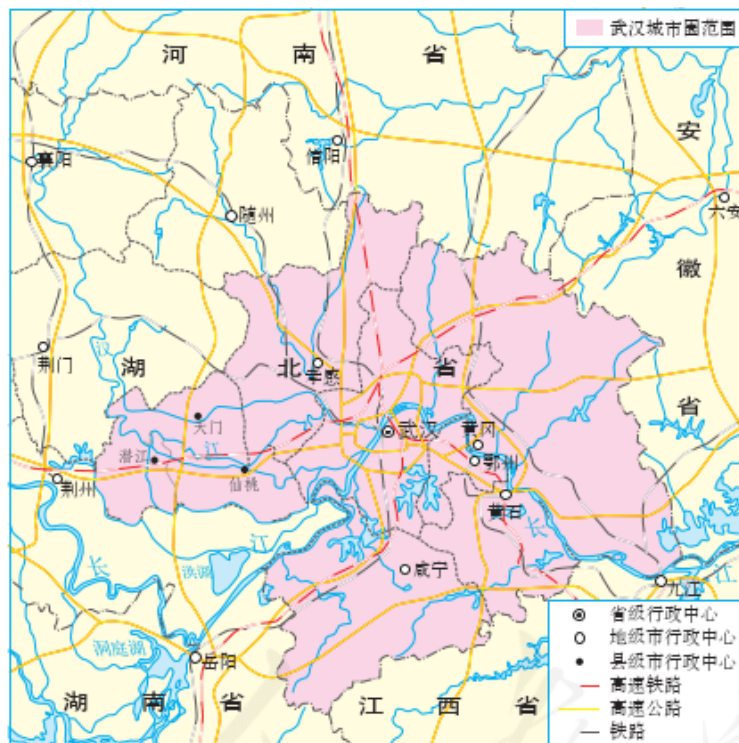 武汉城市圈范围
河南省
安徽省
襄阳
信阳
随州
六安
荆门
汉
湖北省
孝感
天门
武汉
黄冈
潜江
江
仙桃
鄂州
荆州
黄石
长
江
长
洪湖
咸宁
九江
江
洞庭湖
岳阳
湖南省
江西省
省级行政中心
地级市行政中心
县级市行政中心
高速铁路
高速公路
铁路